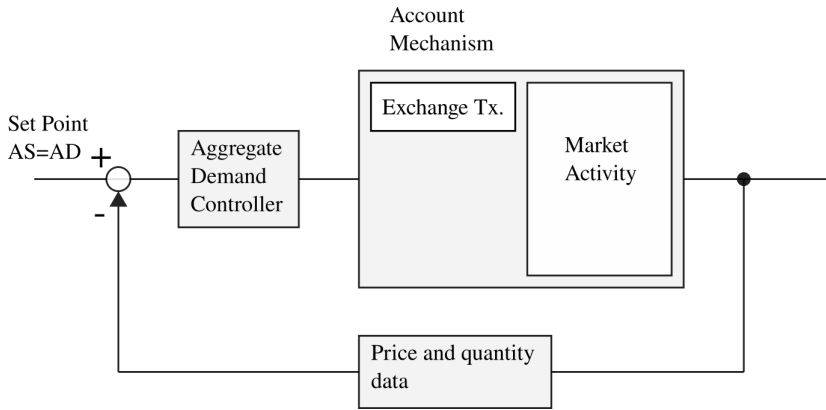 Account
Mechanism
Exchange Tx.
Market
Activity
Set Point
AS=AD
+
-
Aggregate
Demand
Controller
Price and quantity
data